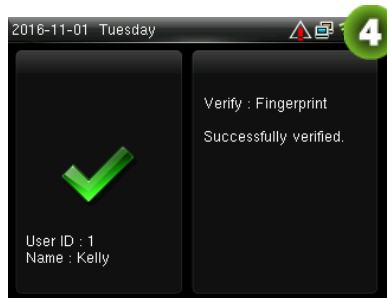 2016-11-01 Tuesday
4
Verify : Fingerprint
Successfully verified.
User ID : 1
Name : Kelly